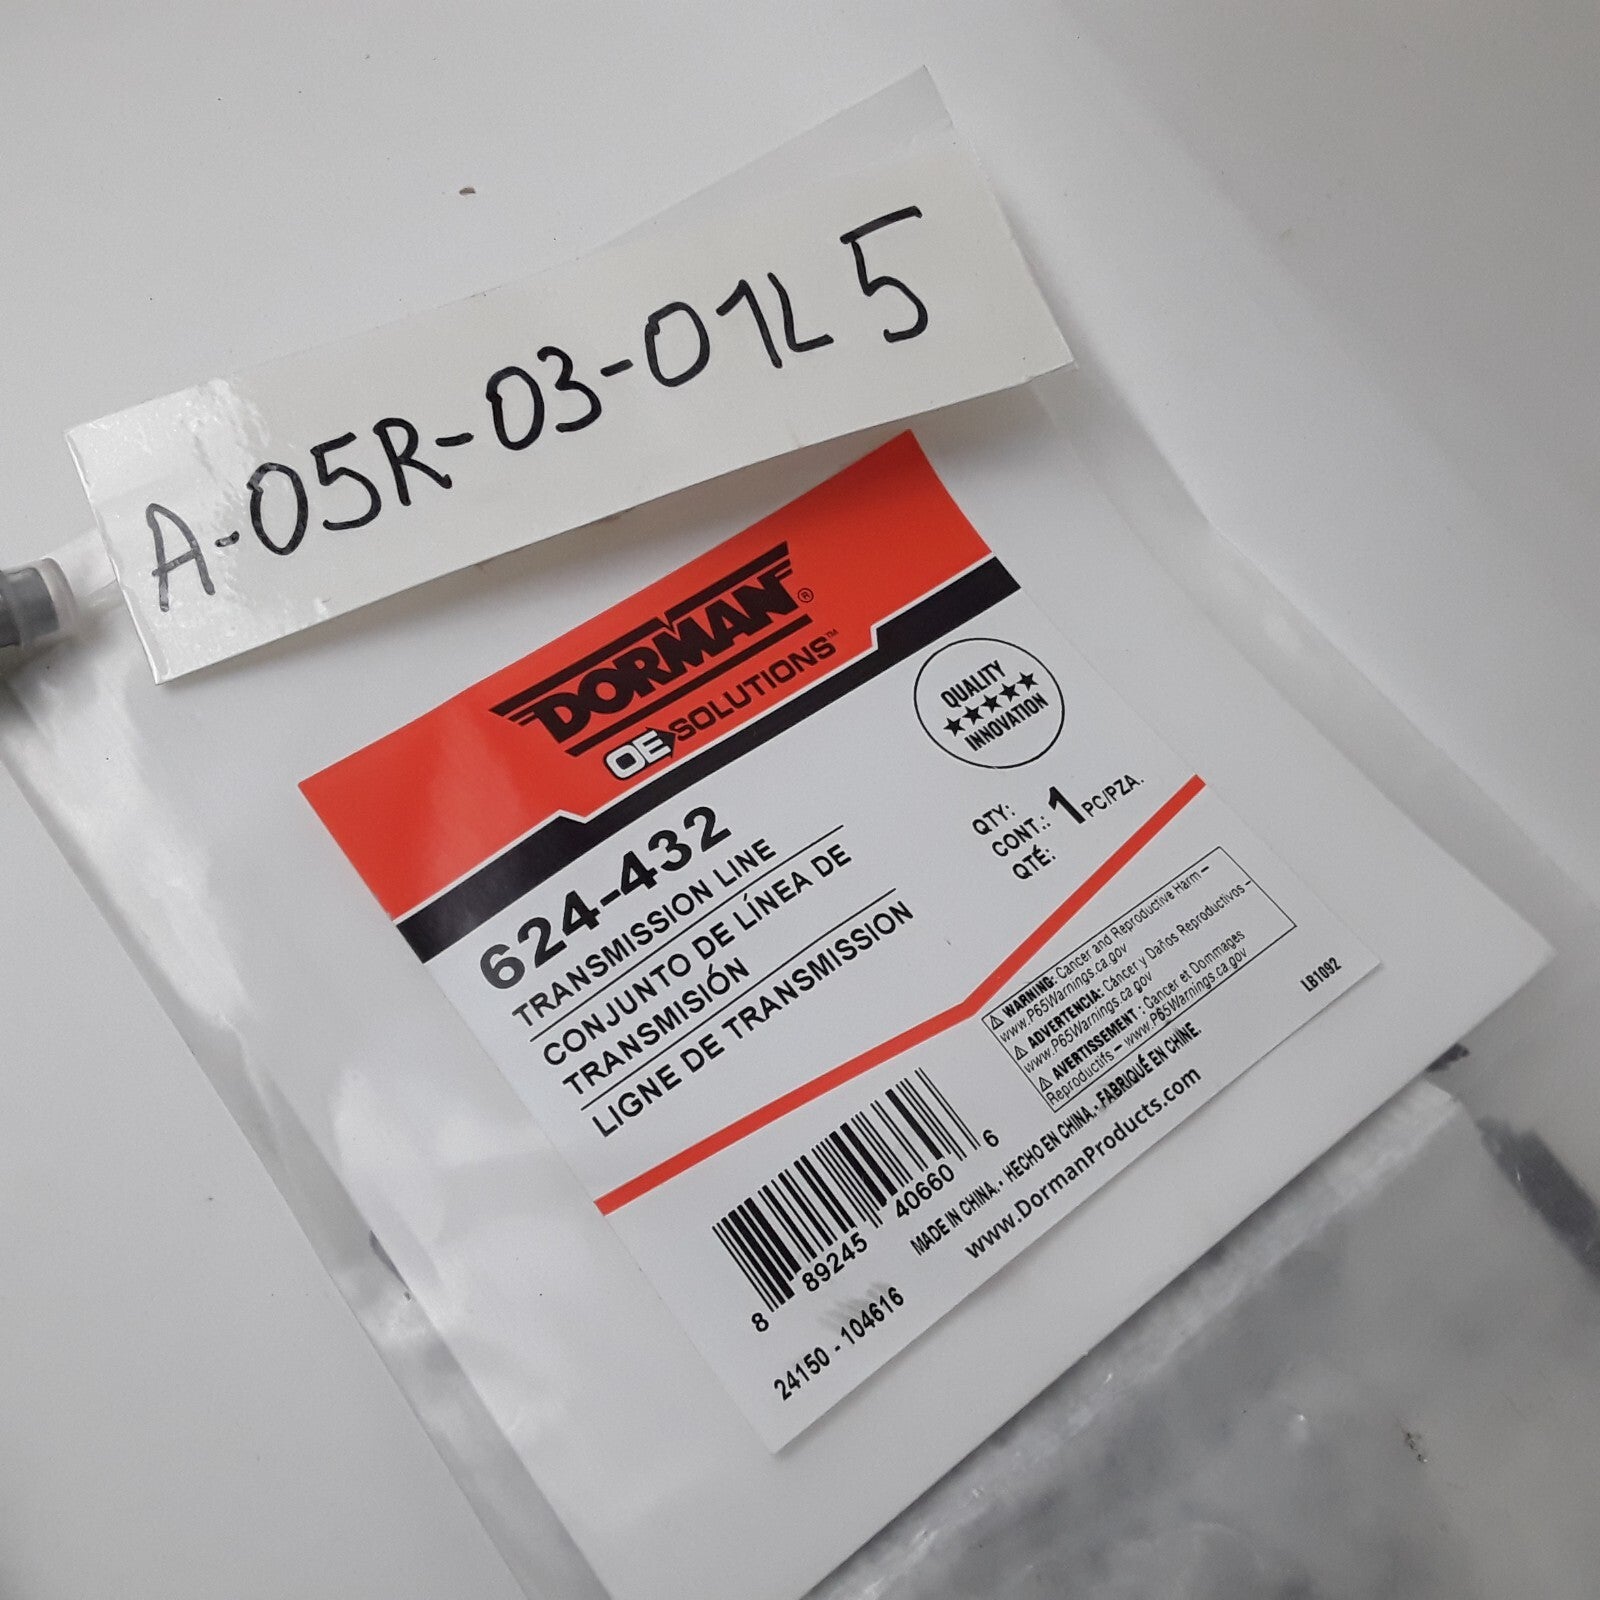 A-05R-03-01L5
DORMAN®
OE SOLUTIONS™
QUALITY
★★★★★
INNOVATION
624-432
TRANSMISSION LINE
CONJUNTO DE LÍNEA DE
TRANSMISIÓN
LIGNE DE TRANSMISSION
QTY:
CONT.: 1 PC/PZA.
QTÉ:
⚠ WARNING: Cancer and Reproductive Harm –
www.P65Warnings.ca.gov
⚠ ADVERTENCIA: Cáncer y Daños Reproductivos –
www.P65Warnings.ca.gov
⚠ AVERTISSEMENT : Cancer et Dommages
Reproductifs – www.P65Warnings.ca.gov
LB1092
8 89245 40660 6
MADE IN CHINA. • HECHO EN CHINA. • FABRIQUÉ EN CHINE.
www.DormanProducts.com
24150 - 104616